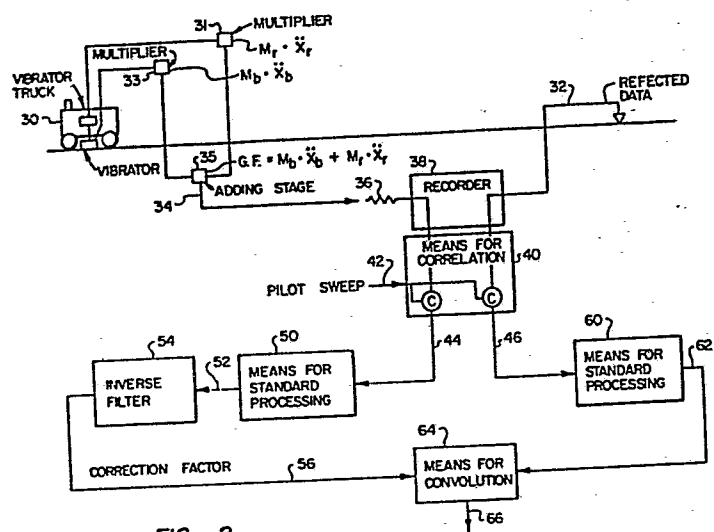 31
MULTIPLIER
Mr · Ẍr
MULTIPLIER
33
Mb · Ẍb
VIBRATOR
TRUCK
30
VIBRATOR
32
REFECTED
DATA
35
G.F. = Mb · Ẍb + Mr · Ẍr
ADDING STAGE
34
36
38
RECORDER
MEANS FOR
CORRELATION
40
42
PILOT SWEEP
C
C
44
46
54
INVERSE
FILTER
52
50
MEANS FOR
STANDARD
PROCESSING
60
MEANS FOR
STANDARD
PROCESSING
62
CORRECTION FACTOR
56
64
MEANS FOR
CONVOLUTION
66